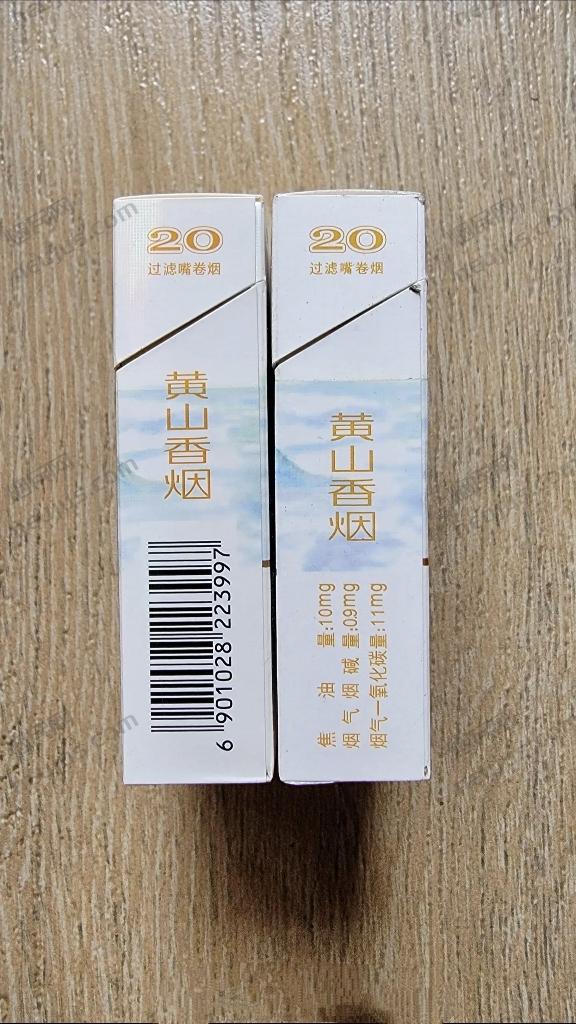 20
过滤嘴卷烟
黄山香烟
6 901028 223997
20
过滤嘴卷烟
黄山香烟
焦油量:10mg
烟气烟碱量:0.9mg
烟气一氧化碳量:11mg